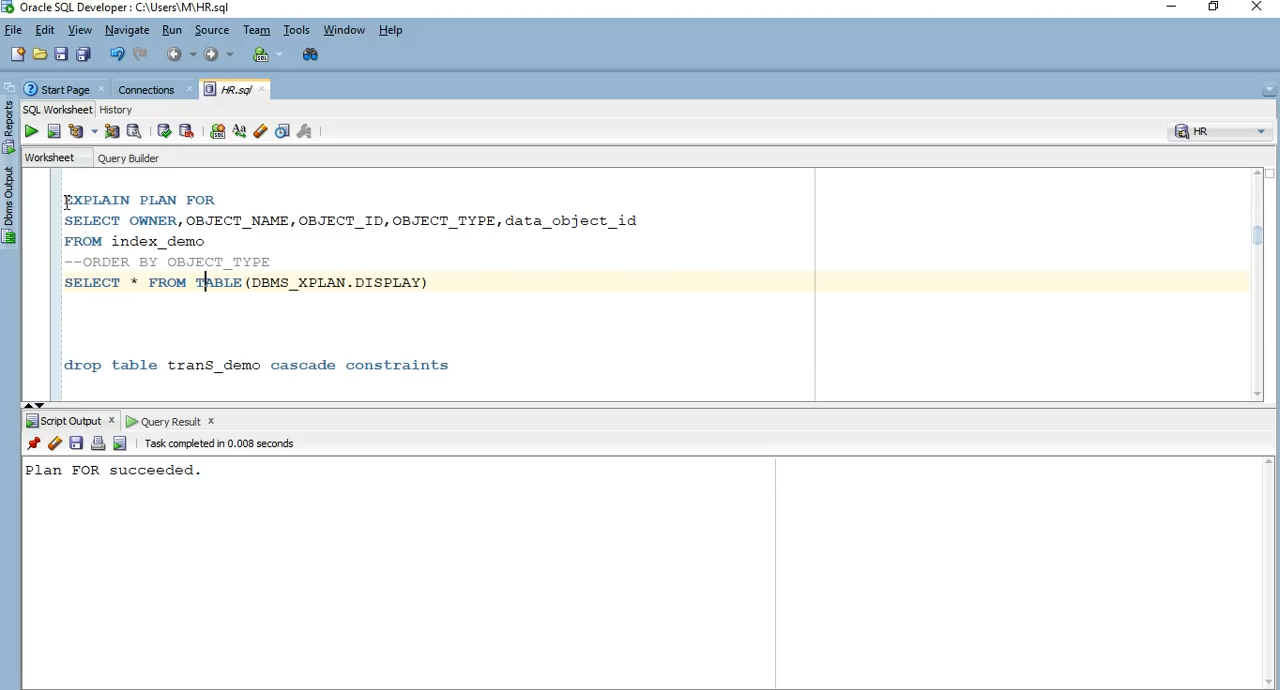 Oracle SQL Developer : C:\Users\M\HR.sql
File Edit View Navigate Run Source Team Tools Window Help
Start Page Connections HR.sql
SQL Worksheet History
HR
Worksheet Query Builder
Reports
Dbms Output
EXPLAIN PLAN FOR
SELECT OWNER,OBJECT_NAME,OBJECT_ID,OBJECT_TYPE,data_object_id
FROM index_demo
--ORDER BY OBJECT_TYPE
SELECT * FROM TABLE(DBMS_XPLAN.DISPLAY)
drop table tranS_demo cascade constraints
Script Output Query Result
Task completed in 0.008 seconds
Plan FOR succeeded.